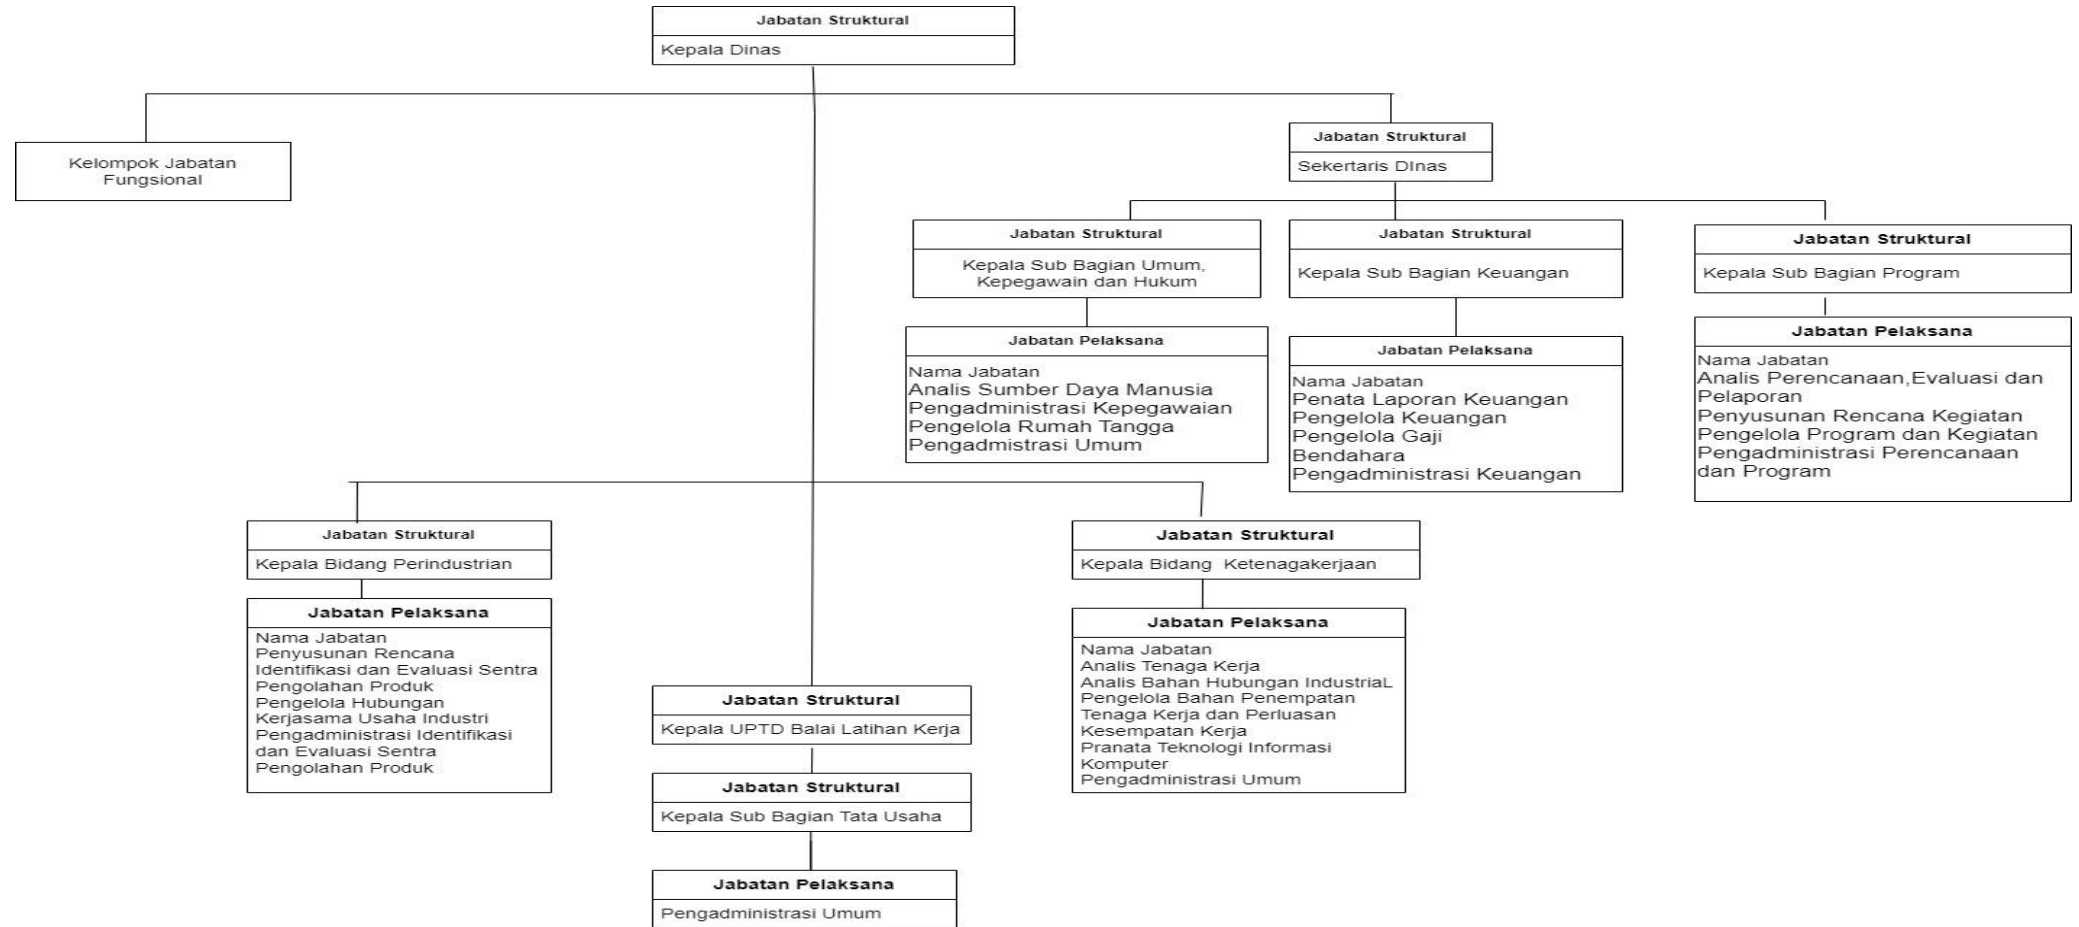 Jabatan Struktural
Kepala Dinas
Kelompok Jabatan
Fungsional
Jabatan Struktural
Sekertaris DInas
Jabatan Struktural
Kepala Sub Bagian Umum,
Kepegawain dan Hukum
Jabatan Pelaksana
Nama Jabatan
Analis Sumber Daya Manusia
Pengadministrasi Kepegawaian
Pengelola Rumah Tangga
Pengadmistrasi Umum
Jabatan Struktural
Kepala Sub Bagian Keuangan
Jabatan Pelaksana
Nama Jabatan
Penata Laporan Keuangan
Pengelola Keuangan
Pengelola Gaji
Bendahara
Pengadministrasi Keuangan
Jabatan Struktural
Kepala Sub Bagian Program
Jabatan Pelaksana
Nama Jabatan
Analis Perencanaan,Evaluasi dan
Pelaporan
Penyusunan Rencana Kegiatan
Pengelola Program dan Kegiatan
Pengadministrasi Perencanaan
dan Program
Jabatan Struktural
Kepala Bidang Perindustrian
Jabatan Pelaksana
Nama Jabatan
Penyusunan Rencana
Identifikasi dan Evaluasi Sentra
Pengolahan Produk
Pengelola Hubungan
Kerjasama Usaha Industri
Pengadministrasi Identifikasi
dan Evaluasi Sentra
Pengolahan Produk
Jabatan Struktural
Kepala UPTD Balai Latihan Kerja
Jabatan Struktural
Kepala Sub Bagian Tata Usaha
Jabatan Pelaksana
Pengadministrasi Umum
Jabatan Struktural
Kepala Bidang  Ketenagakerjaan
Jabatan Pelaksana
Nama Jabatan
Analis Tenaga Kerja
Analis Bahan Hubungan IndustriaL
Pengelola Bahan Penempatan
Tenaga Kerja dan Perluasan
Kesempatan Kerja
Pranata Teknologi Informasi
Komputer
Pengadministrasi Umum